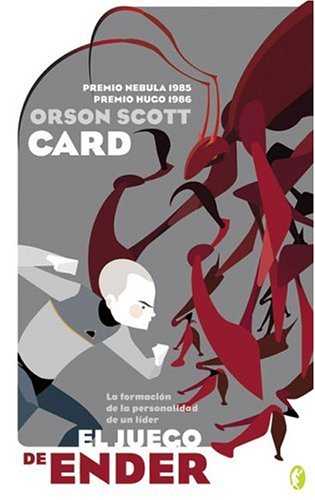 PREMIO NEBULA 1985
PREMIO HUGO 1986
ORSON SCOTT
CARD
La formación
de la personalidad
de un líder
EL JUEGO
DE ENDER